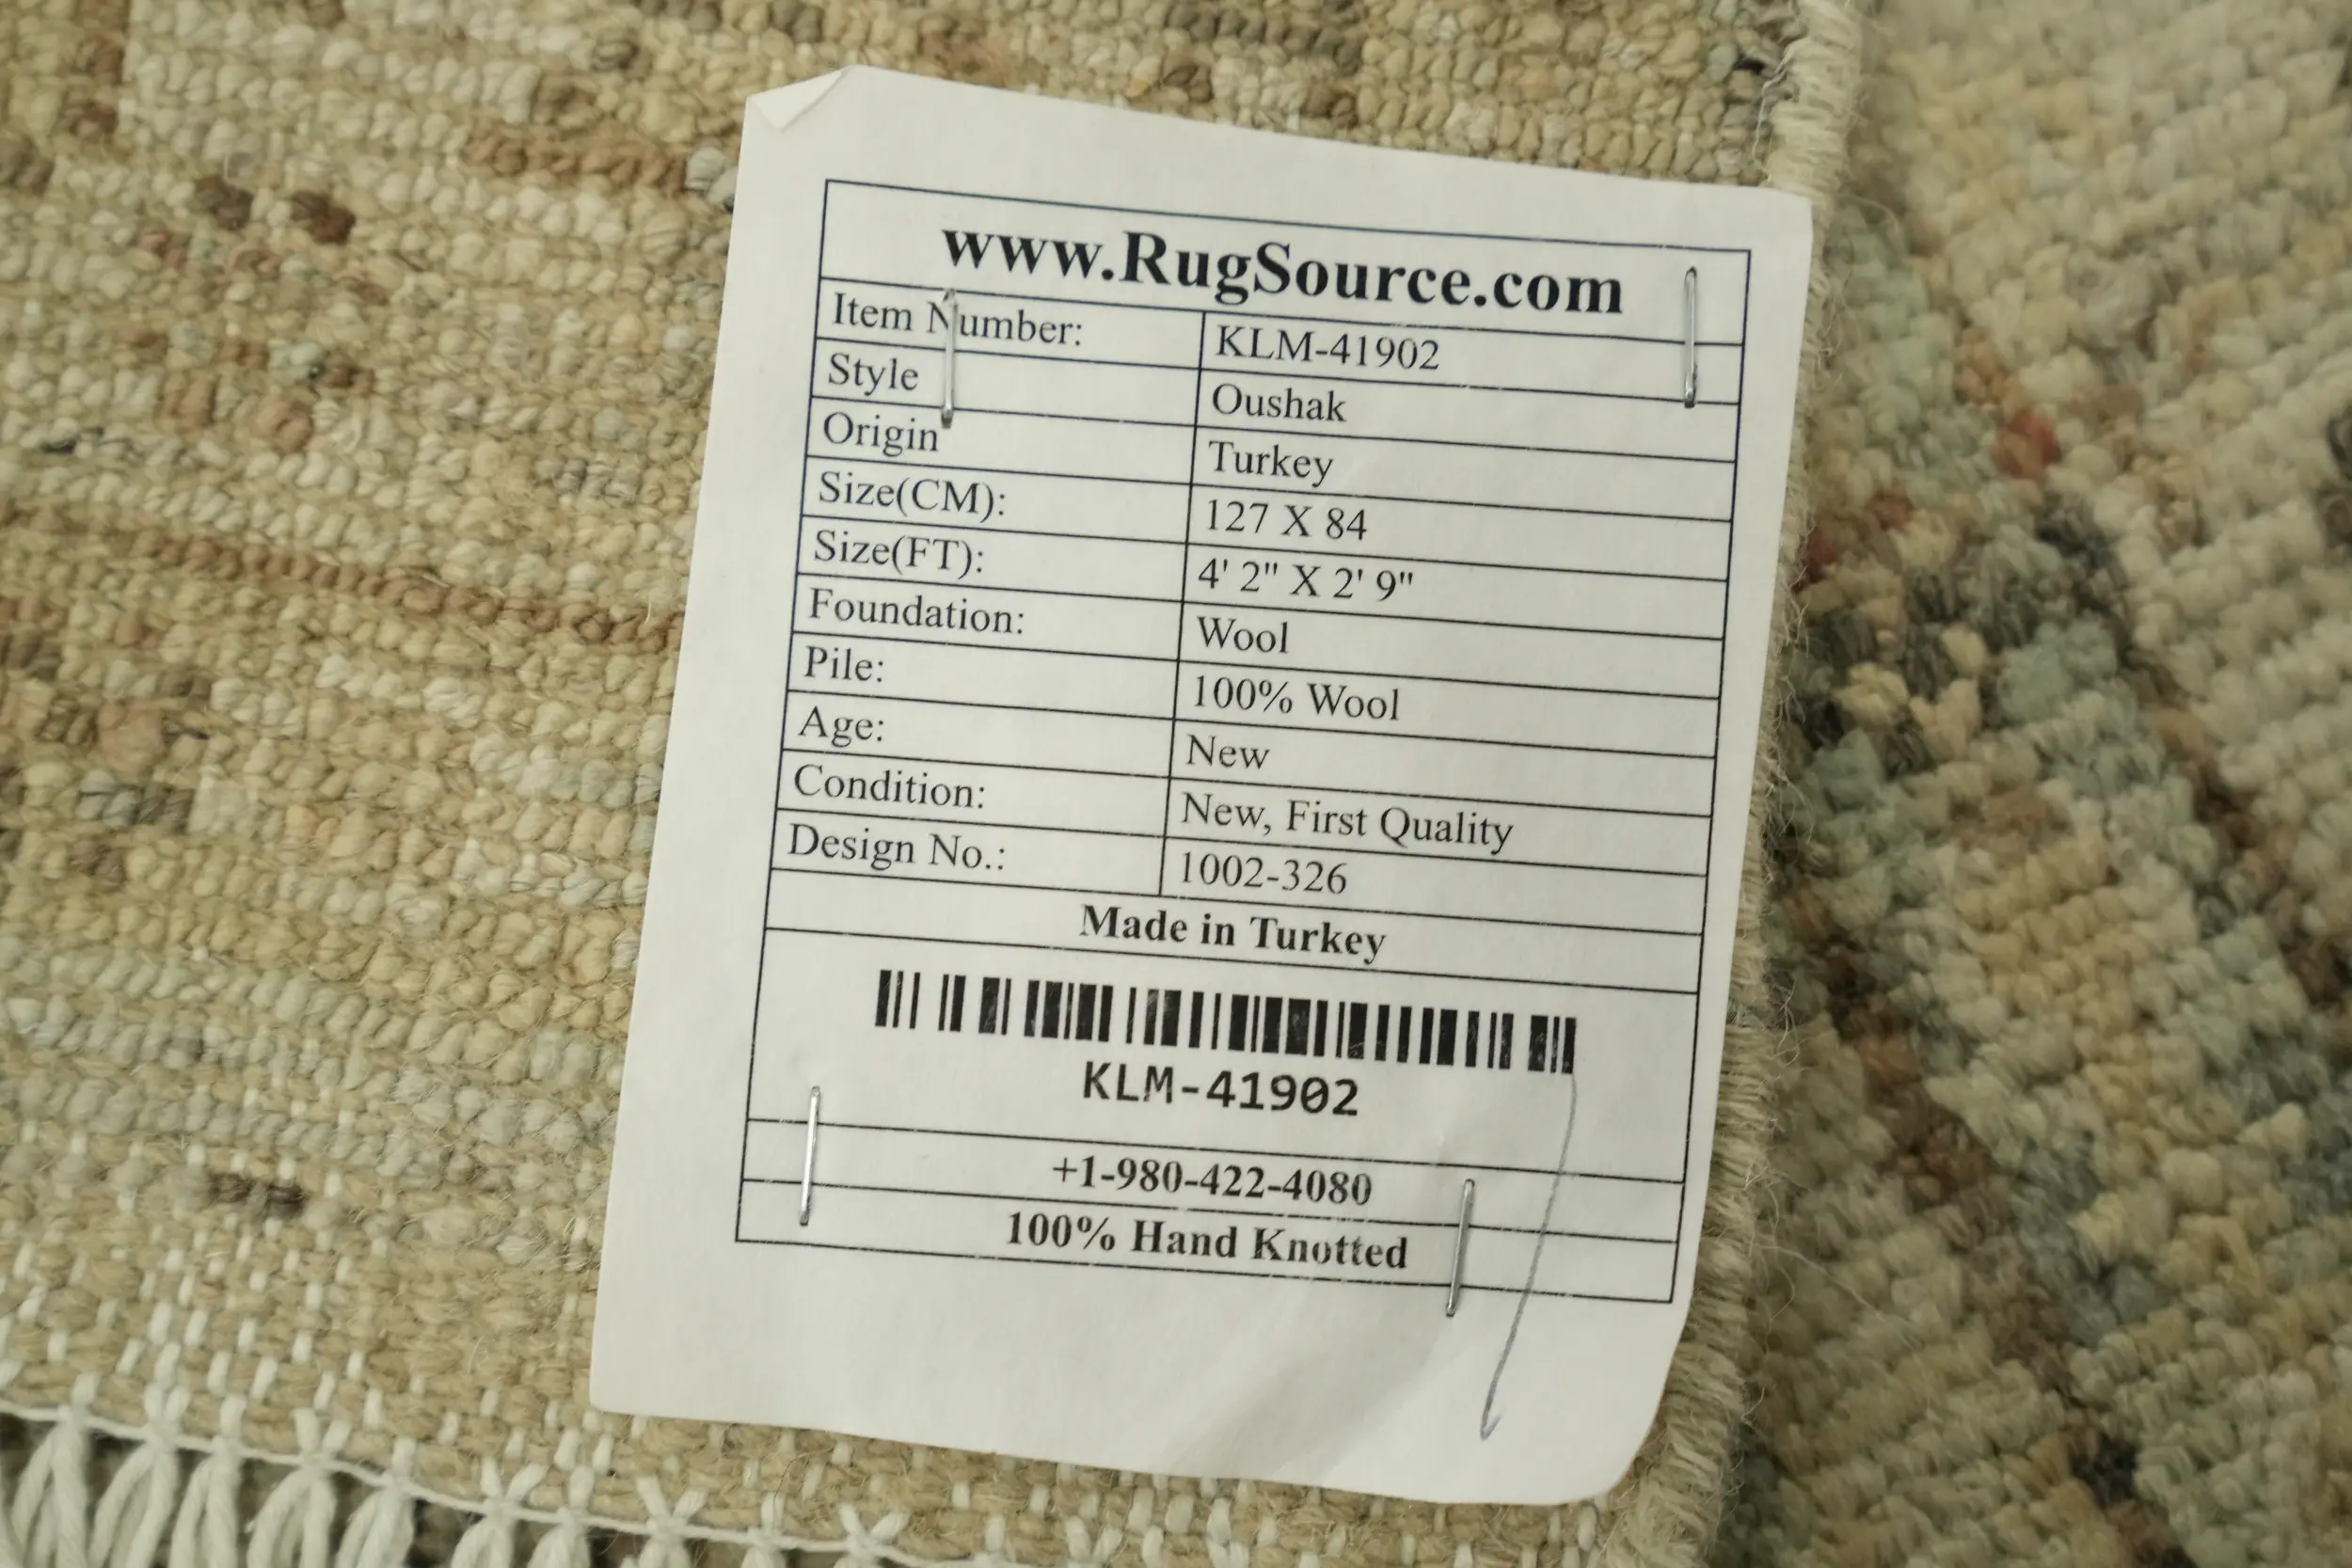 www.RugSource.com
Item Number: KLM-41902
Style Oushak
Origin Turkey
Size(CM): 127 X 84
Size(FT): 4' 2" X 2' 9"
Foundation: Wool
Pile: 100% Wool
Age: New
Condition: New, First Quality
Design No.: 1002-326
Made in Turkey
KLM-41902
+1-980-422-4080
100% Hand Knotted